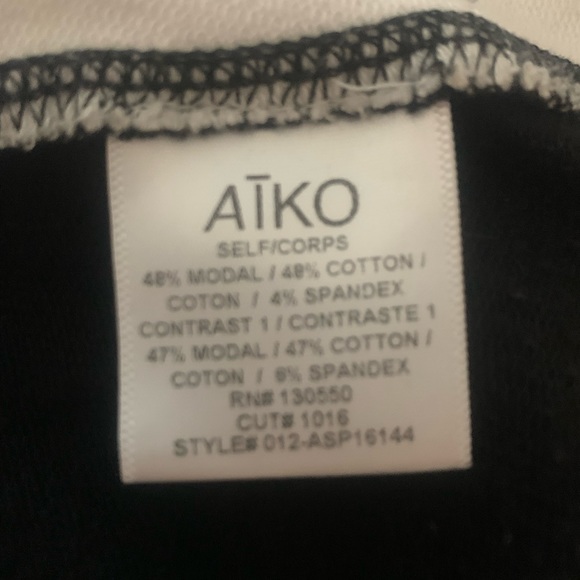 AĪKO
SELF/CORPS
48% MODAL / 48% COTTON /
COTON / 4% SPANDEX
CONTRAST 1 / CONTRASTE 1
47% MODAL / 47% COTTON /
COTON / 6% SPANDEX
RN# 130550
CUT# 1016
STYLE# 012-ASP16144